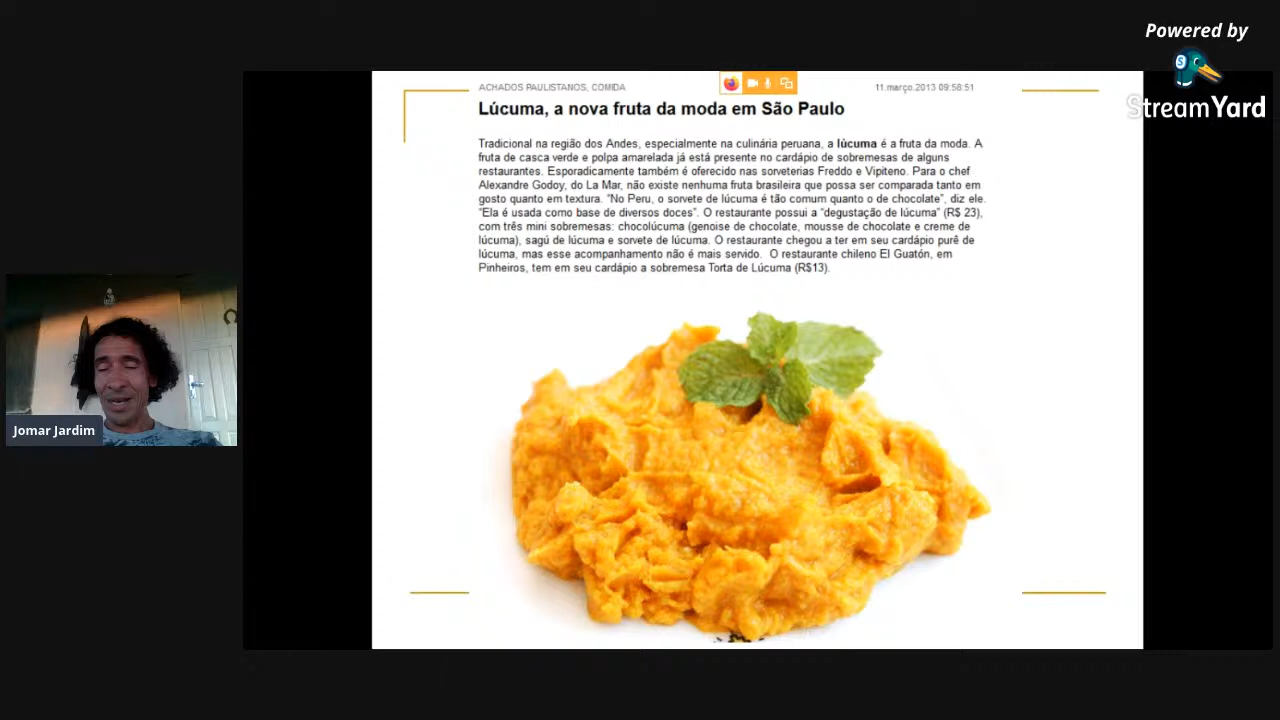 Powered by
StreamYard
ACHADOS PAULISTANOS, COMIDA
11.março.2013 09:58:51
Lúcuma, a nova fruta da moda em São Paulo
Tradicional na região dos Andes, especialmente na culinária peruana, a lúcuma é a fruta da moda. A
fruta de casca verde e polpa amarelada já está presente no cardápio de sobremesas de alguns
restaurantes. Esporadicamente também é oferecido nas sorveterias Freddo e Vipiteno. Para o chef
Alexandre Godoy, do La Mar, não existe nenhuma fruta brasileira que possa ser comparada tanto em
gosto quanto em textura. “No Peru, o sorvete de lúcuma é tão comum quanto o de chocolate”, diz ele.
“Ela é usada como base de diversos doces”. O restaurante possui a “degustação de lúcuma” (R$ 23),
com três mini sobremesas: chocolúcuma (genoise de chocolate, mousse de chocolate e creme de
lúcuma), sagú de lúcuma e sorvete de lúcuma. O restaurante chegou a ter em seu cardápio purê de
lúcuma, mas esse acompanhamento não é mais servido. O restaurante chileno El Guatón, em
Pinheiros, tem em seu cardápio a sobremesa Torta de Lúcuma (R$13).
Jomar Jardim